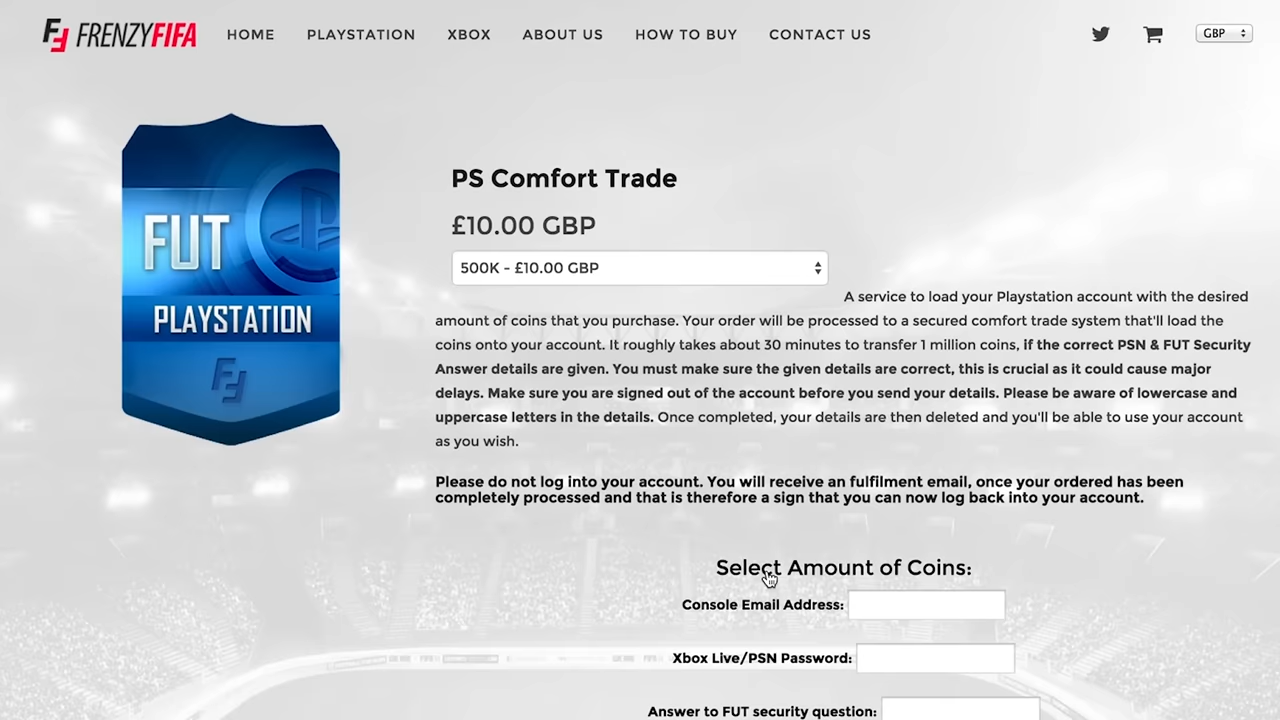 FRENZYFIFA
HOME
PLAYSTATION
XBOX
ABOUT US
HOW TO BUY
CONTACT US
GBP
FUT
PLAYSTATION
PS Comfort Trade
£10.00 GBP
500K - £10.00 GBP
A service to load your Playstation account with the desired
amount of coins that you purchase. Your order will be processed to a secured comfort trade system that'll load the
coins onto your account. It roughly takes about 30 minutes to transfer 1 million coins, if the correct PSN & FUT Security
Answer details are given. You must make sure the given details are correct, this is crucial as it could cause major
delays. Make sure you are signed out of the account before you send your details. Please be aware of lowercase and
uppercase letters in the details. Once completed, your details are then deleted and you'll be able to use your account
as you wish.
Please do not log into your account. You will receive an fulfilment email, once your ordered has been
completely processed and that is therefore a sign that you can now log back into your account.
Select Amount of Coins:
Console Email Address:
Xbox Live/PSN Password:
Answer to FUT security question: